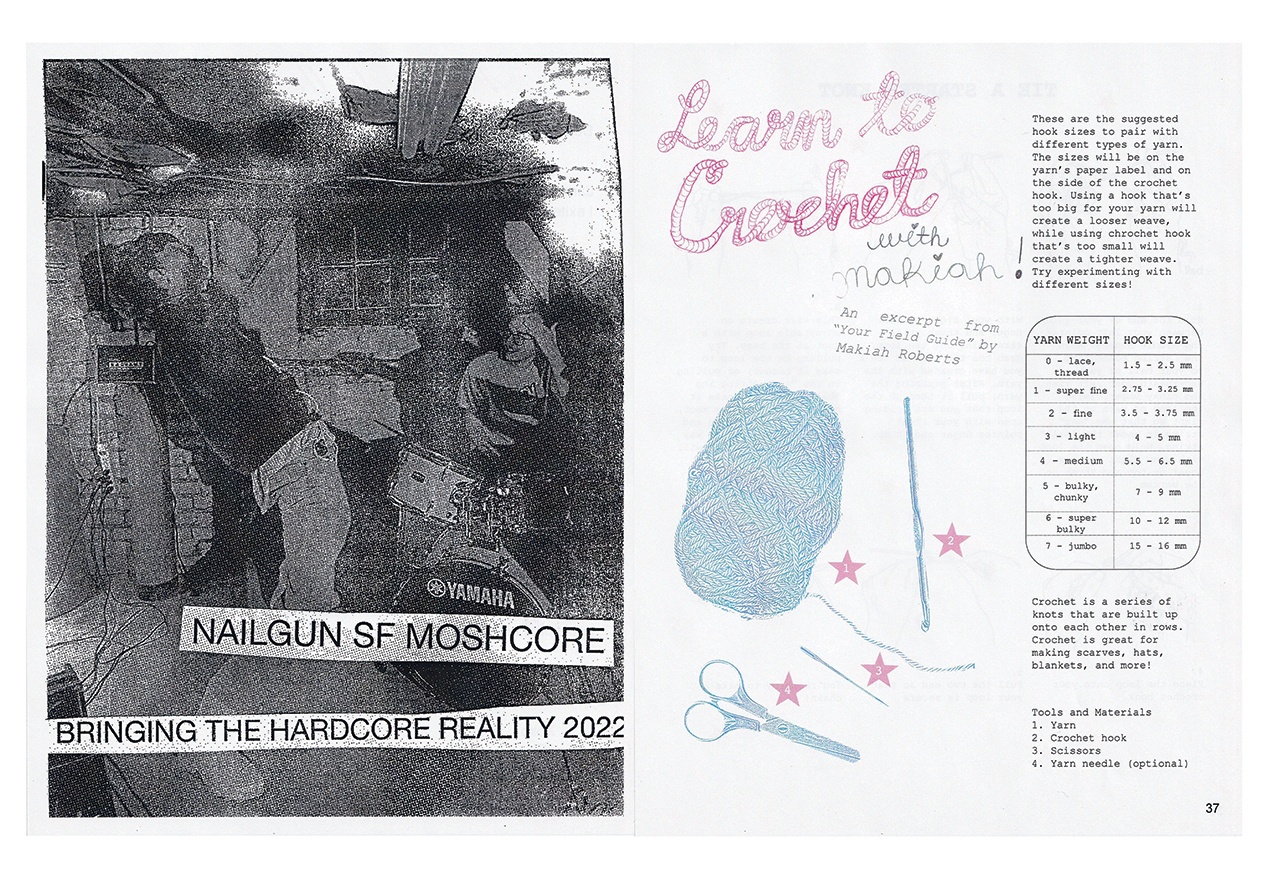 YAMAHA
NAILGUN SF MOSHCORE
BRINGING THE HARDCORE REALITY 2022
Learn to
Crochet
with
makiah!
An excerpt from
"Your Field Guide" by
Makiah Roberts
1
2
3
4
These are the suggested
hook sizes to pair with
different types of yarn.
The sizes will be on the
yarn's paper label and on
the side of the crochet
hook. Using a hook that's
too big for your yarn will
create a looser weave,
while using chrochet hook
that's too small will
create a tighter weave.
Try experimenting with
different sizes!
YARN WEIGHT HOOK SIZE
0 - lace,
thread 1.5 - 2.5 mm
1 - super fine 2.75 - 3.25 mm
2 - fine 3.5 - 3.75 mm
3 - light 4 - 5 mm
4 - medium 5.5 - 6.5 mm
5 - bulky,
chunky 7 - 9 mm
6 - super
bulky 10 - 12 mm
7 - jumbo 15 - 16 mm
Crochet is a series of
knots that are built up
onto each other in rows.
Crochet is great for
making scarves, hats,
blankets, and more!
Tools and Materials
1. Yarn
2. Crochet hook
3. Scissors
4. Yarn needle (optional)
37